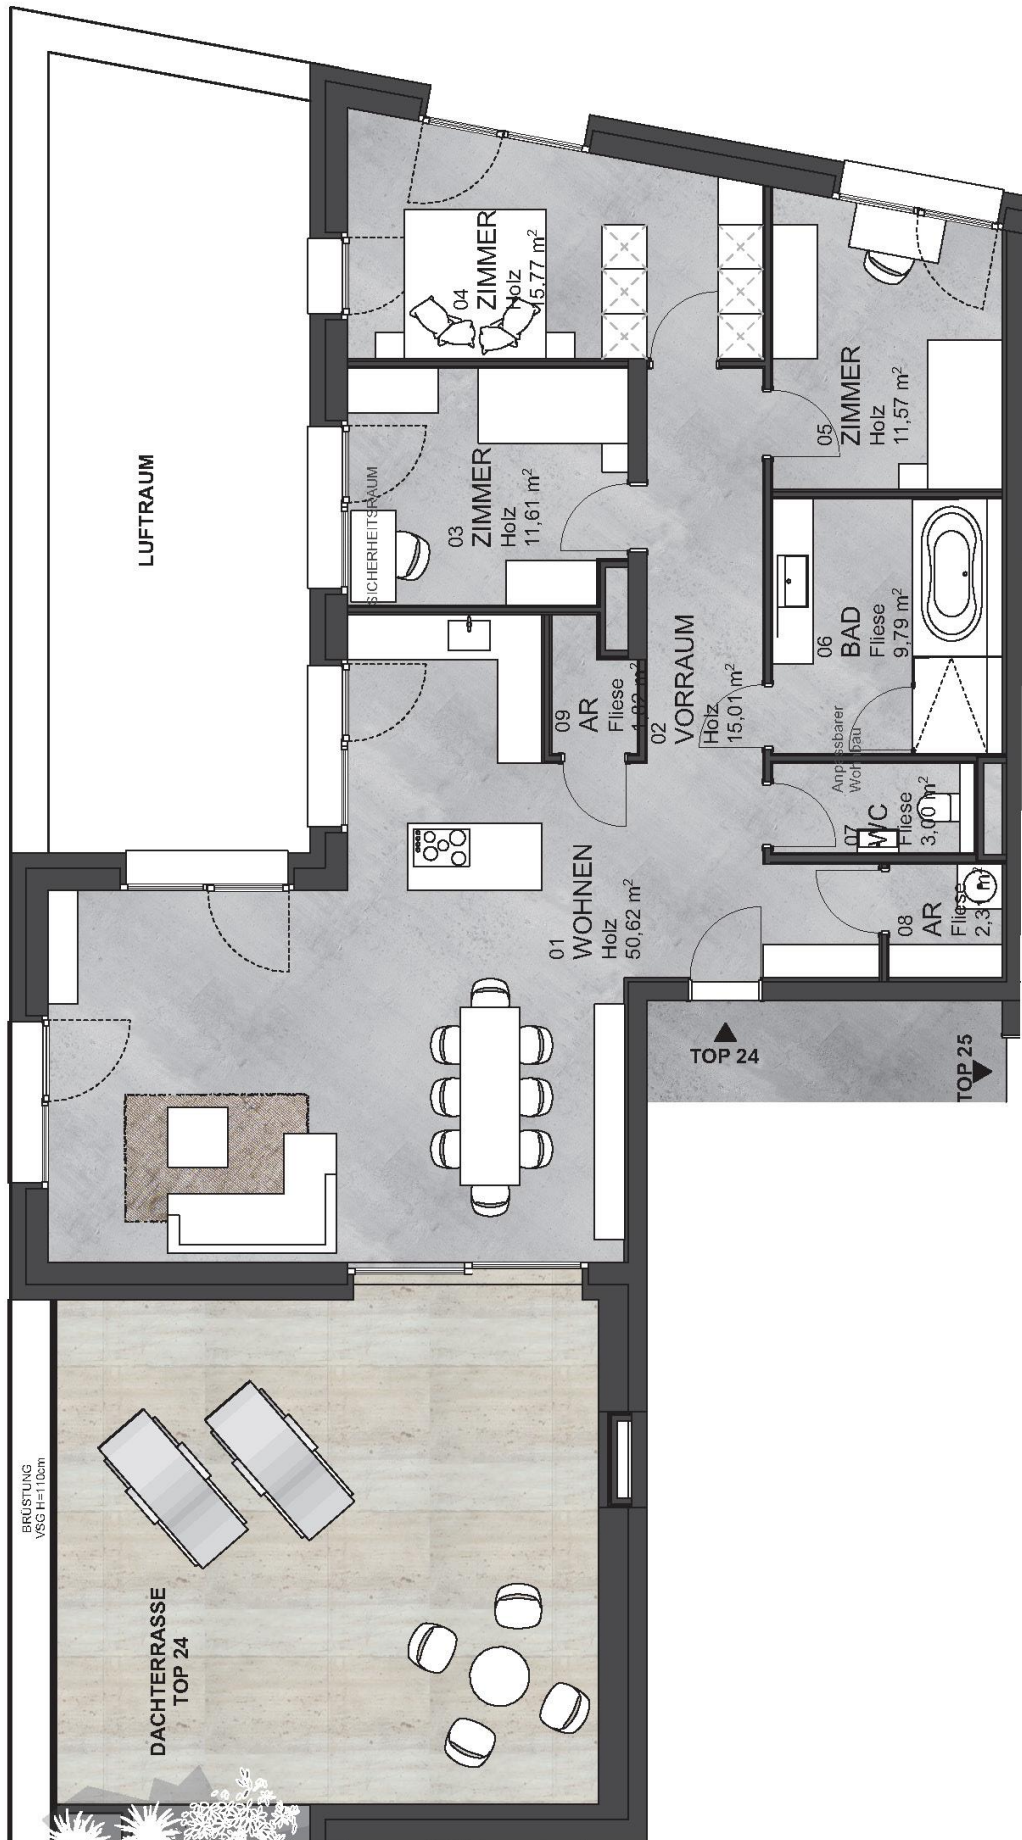 LUFTRAUM
04
ZIMMER
Holz
15,77 m²
05
ZIMMER
Holz
11,57 m²
03
ZIMMER
Holz
11,61 m²
SICHERHEITSRAUM
06
BAD
Fliese
9,79 m²
02
VORRAUM
Holz
15,01 m²
09
AR
Fliese
Anpassbarer
Wohnbau
07
WC
Fliese
3,00 m²
01
WOHNEN
Holz
50,62 m²
08
AR
Fliese
TOP 24
TOP 25
BRÜSTUNG
VSG H=110cm
DACHTERRASSE
TOP 24